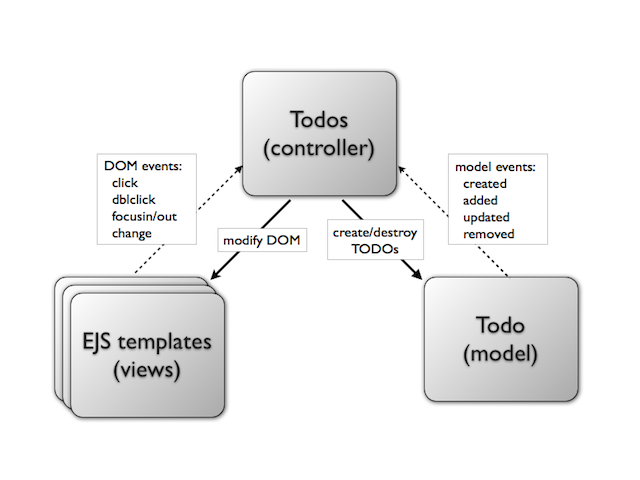 Todos
(controller)
DOM events:
click
dblclick
focusin/out
change
model events:
created
added
updated
removed
modify DOM
create/destroy
TODOs
EJS templates
(views)
Todo
(model)